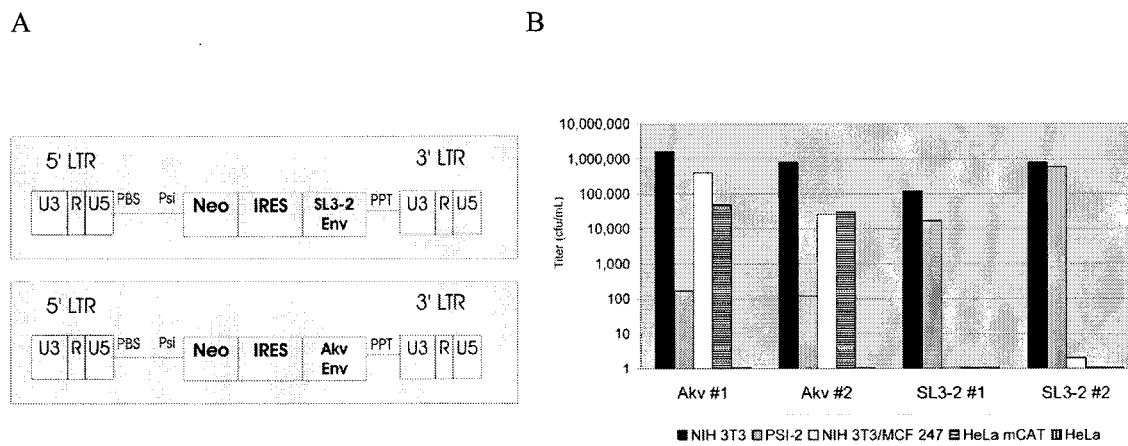 A
5' LTR
3' LTR
U3 R U5 PBS Psi Neo IRES SL3-2 Env PPT U3 R U5
5' LTR
3' LTR
U3 R U5 PBS Psi Neo IRES Akv Env PPT U3 R U5
B
Titer (cfu/mL)
10,000,000
1,000,000
100,000
10,000
1,000
100
10
1
Akv #1 Akv #2 SL3-2 #1 SL3-2 #2
NIH 3T3 PSI-2 NIH 3T3/MCF 247 HeLa mCAT HeLa